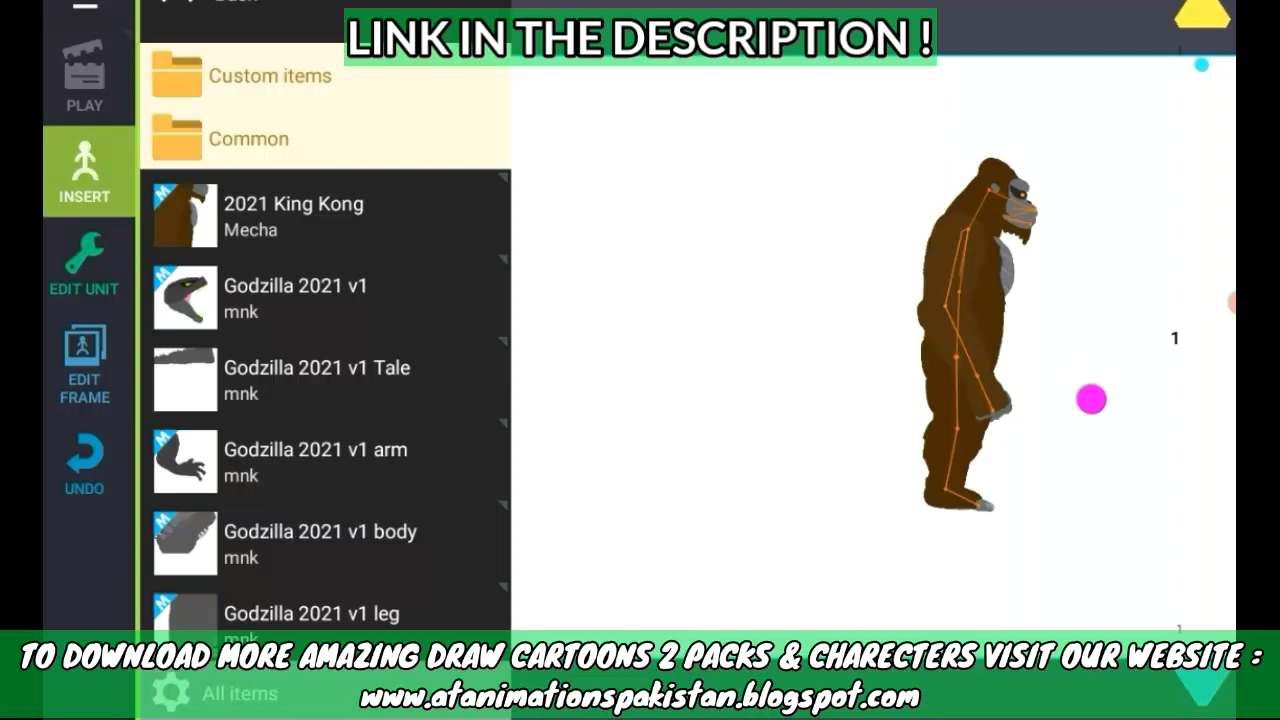 LINK IN THE DESCRIPTION !
PLAY
INSERT
EDIT UNIT
EDIT
FRAME
UNDO
Custom items
Common
2021 King Kong
Mecha
Godzilla 2021 v1
mnk
Godzilla 2021 v1 Tale
mnk
Godzilla 2021 v1 arm
mnk
Godzilla 2021 v1 body
mnk
Godzilla 2021 v1 leg
mnk
All items
1
1
TO DOWNLOAD MORE AMAZING DRAW CARTOONS 2 PACKS & CHARECTERS VISIT OUR WEBSITE :
www.atanimationspakistan.blogspot.com